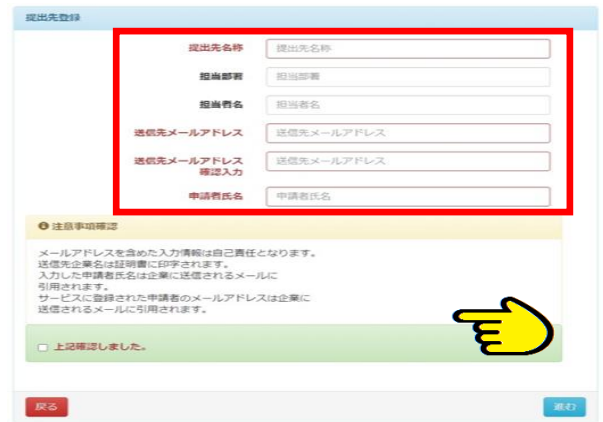 提出先登録
提出先名称 提出先名称
担当部署 担当部署
担当者名 担当者名
送信先メールアドレス 送信先メールアドレス
送信先メールアドレス 送信先メールアドレス
確認入力
申請者氏名 申請者氏名
注意事項確認
メールアドレスを含めた入力情報は自己責任となります。
送信先企業名は証明書に印字されます。
入力した申請者氏名は企業に送信されるメールに
引用されます。
サービスに登録された申請者のメールアドレスは企業に
送信されるメールに引用されます。
上記確認しました。
戻る 進む